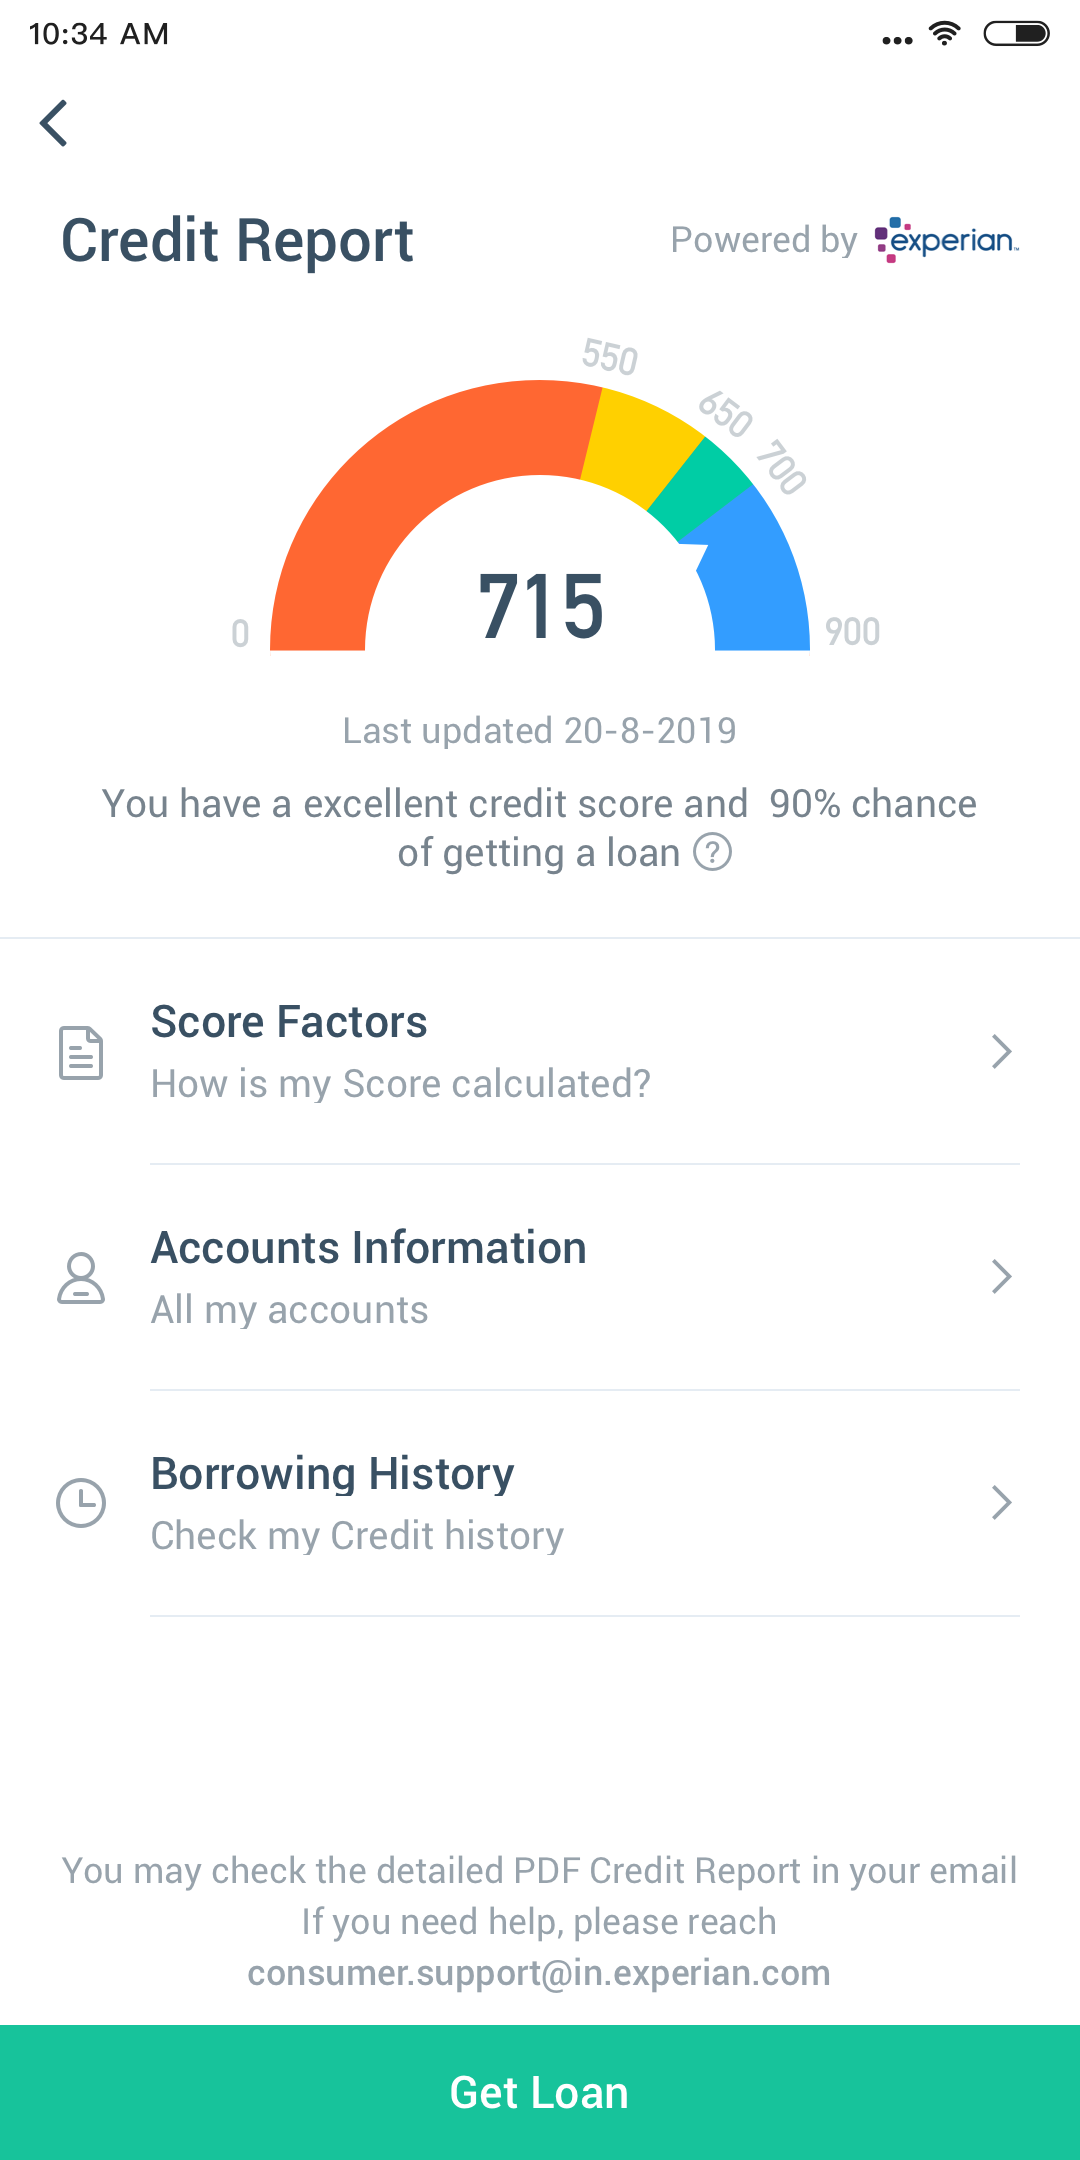 10:34 AM
Credit Report
Powered by experian™
550
650
700
0
715
900
Last updated 20-8-2019
You have a excellent credit score and  90% chance
of getting a loan ?
Score Factors
How is my Score calculated?
Accounts Information
All my accounts
Borrowing History
Check my Credit history
You may check the detailed PDF Credit Report in your email
If you need help, please reach
consumer.support@in.experian.com
Get Loan